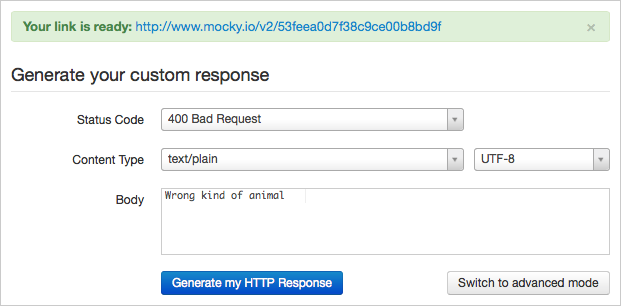 Your link is ready: http://www.mocky.io/v2/53feea0d7f38c9ce00b8bd9f ×
Generate your custom response
Status Code 400 Bad Request
Content Type text/plain UTF-8
Body Wrong kind of animal
Generate my HTTP Response Switch to advanced mode